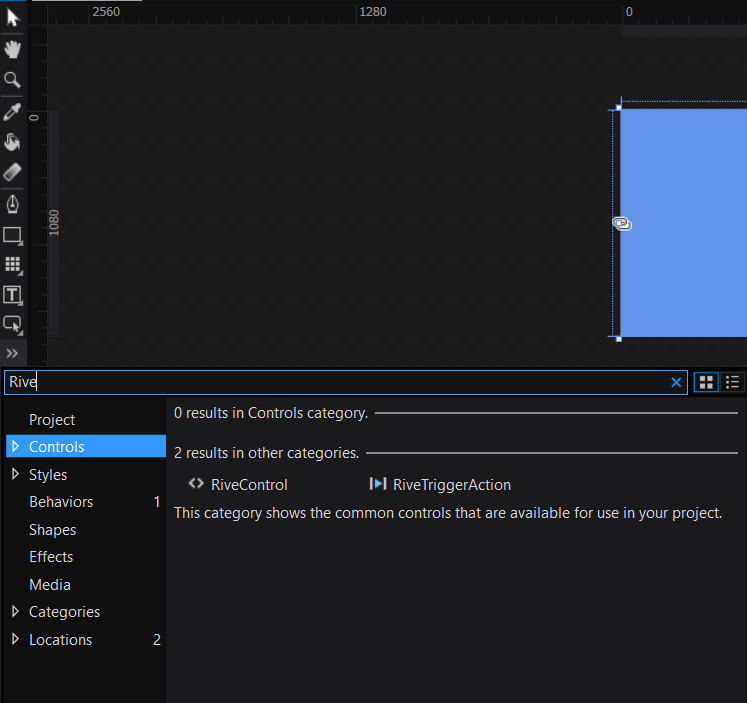 2560 1280 0
0
1080
T
Rive
Project
Controls
Styles
Behaviors 1
Shapes
Effects
Media
Categories
Locations 2
0 results in Controls category.
2 results in other categories.
RiveControl RiveTriggerAction
This category shows the common controls that are available for use in your project.